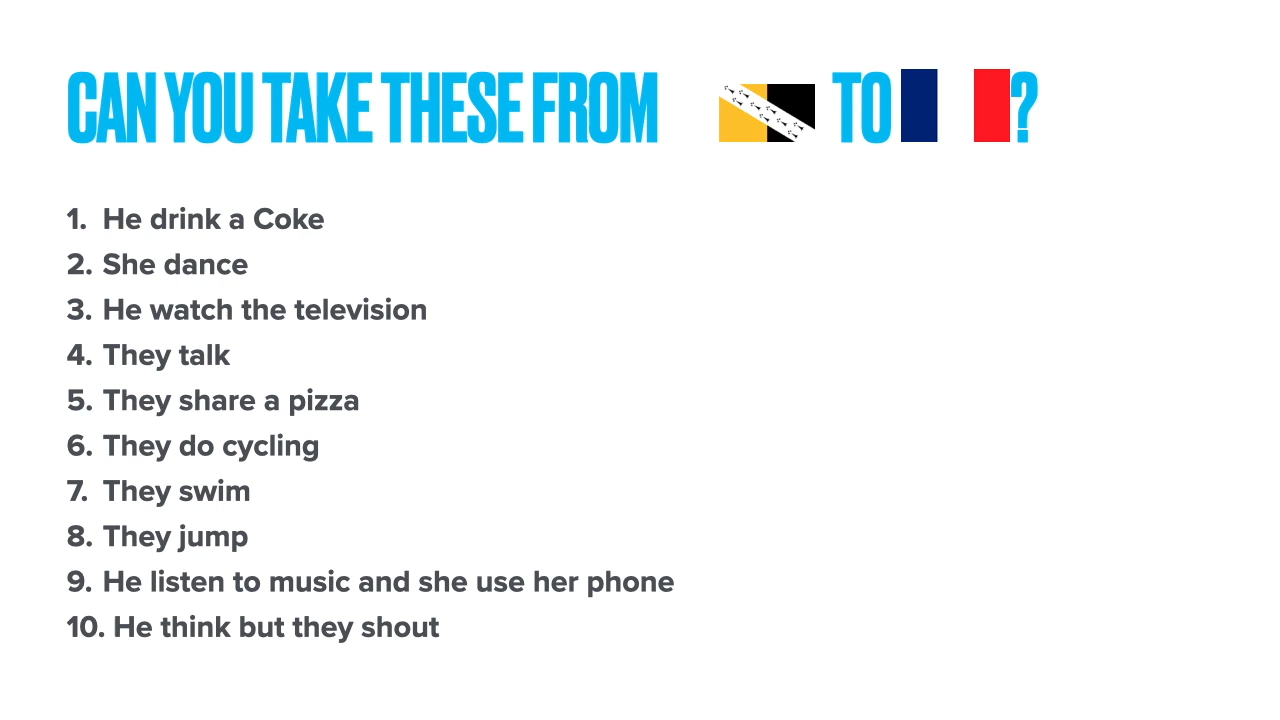 CAN YOU TAKE THESE FROM TO ?
1. He drink a Coke
2. She dance
3. He watch the television
4. They talk
5. They share a pizza
6. They do cycling
7. They swim
8. They jump
9. He listen to music and she use her phone
10. He think but they shout